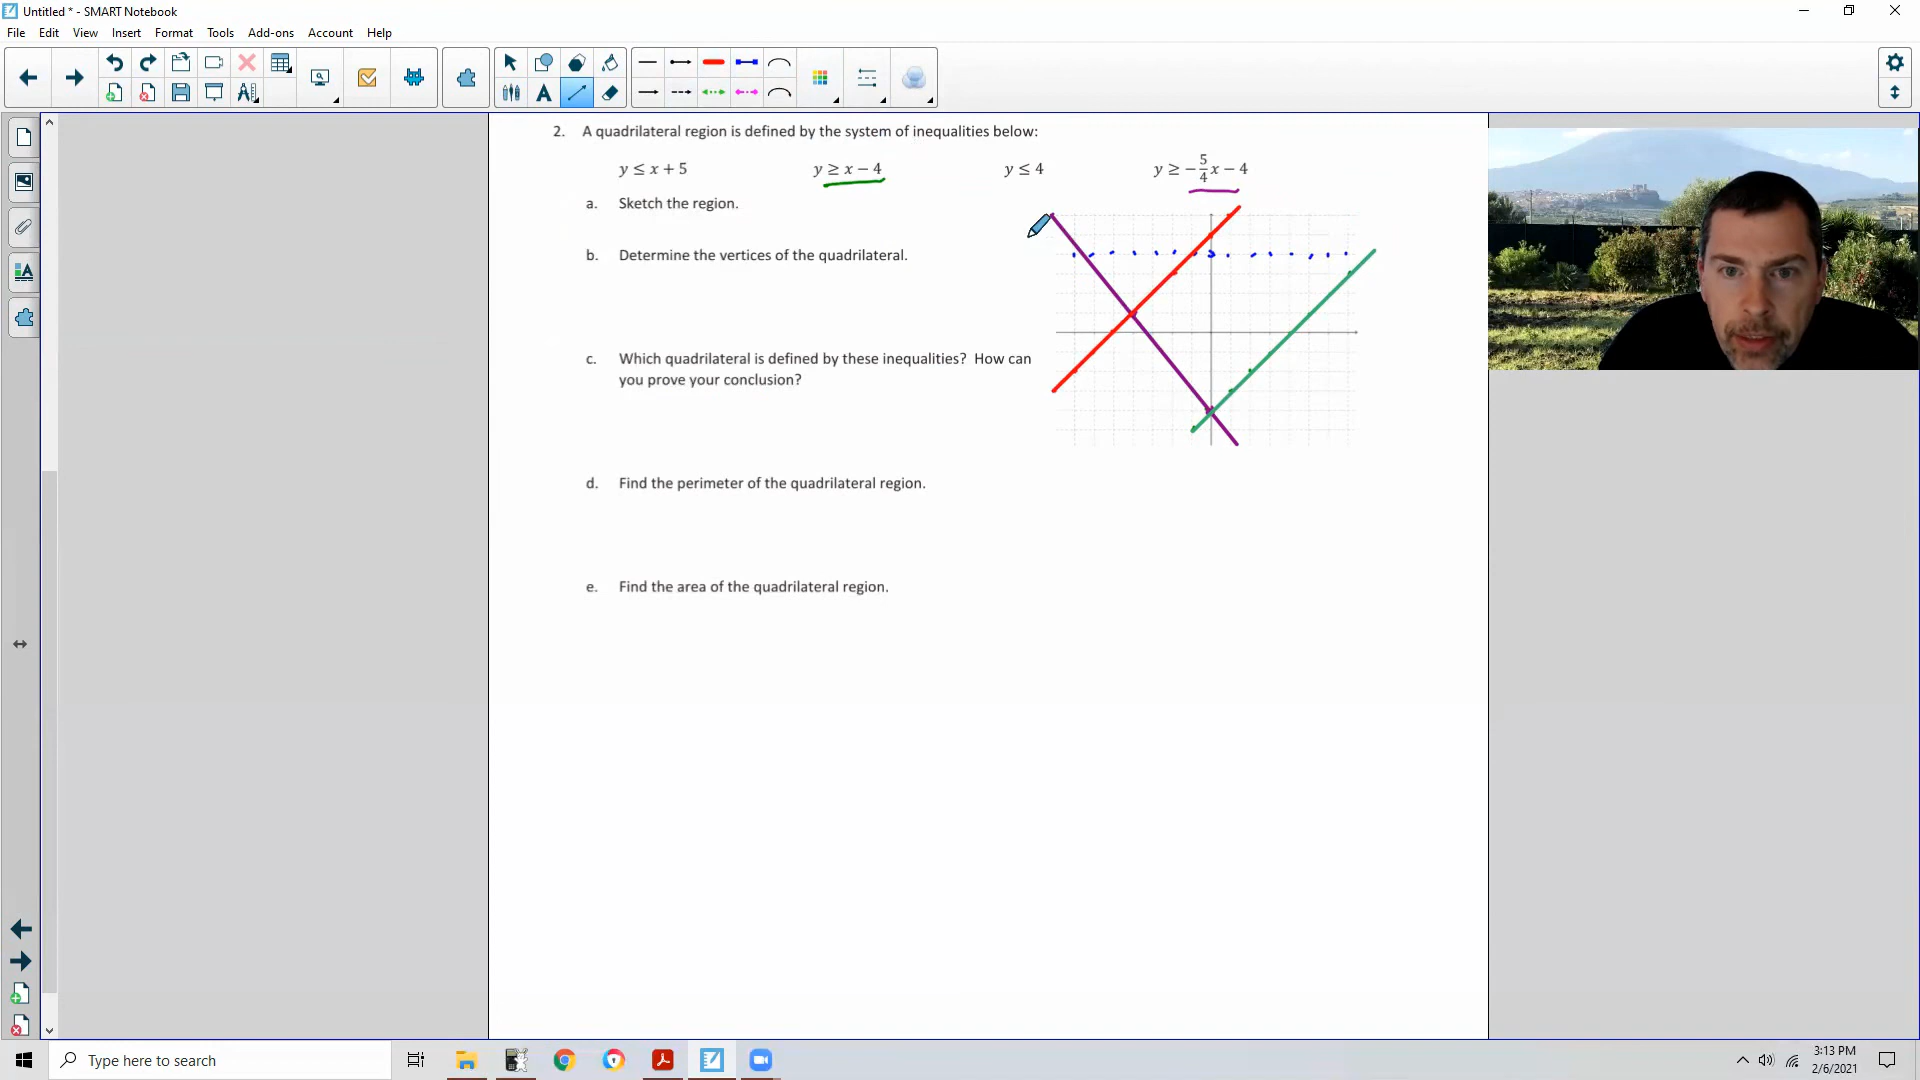 Untitled * - SMART Notebook
File Edit View Insert Format Tools Add-ons Account Help
2. A quadrilateral region is defined by the system of inequalities below:
y ≤ x + 5 y ≥ x − 4 y ≤ 4 y ≥ −5/4x − 4
a. Sketch the region.
b. Determine the vertices of the quadrilateral.
c. Which quadrilateral is defined by these inequalities? How can
you prove your conclusion?
d. Find the perimeter of the quadrilateral region.
e. Find the area of the quadrilateral region.
Type here to search
3:13 PM
2/6/2021